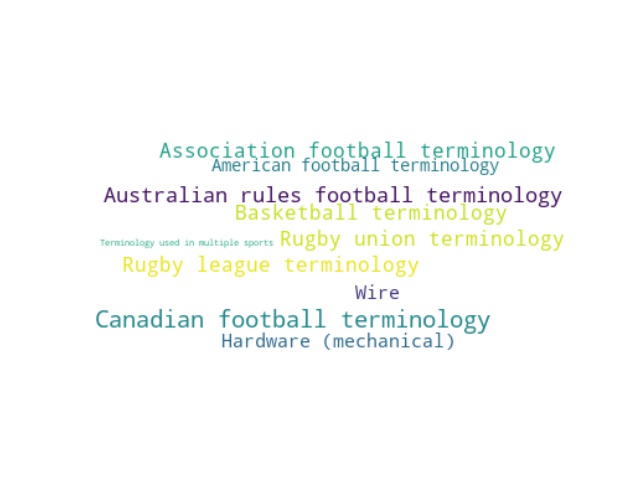 Association football terminology
American football terminology
Australian rules football terminology
Basketball terminology
Terminology used in multiple sports Rugby union terminology
Rugby league terminology
Wire
Canadian football terminology
Hardware (mechanical)